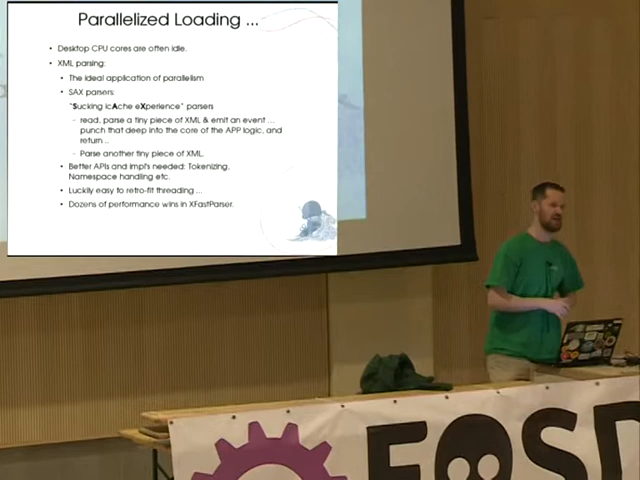 Parallelized Loading ...
Desktop CPU cores are often idle.
XML parsing:
The ideal application of parallelism
SAX parsers:
"Sucking icAche eXperience" parsers
read, parse a tiny piece of XML & emit an event ...
punch that deep into the core of the APP logic, and
return ..
Parse another tiny piece of XML.
Better APIs and impl's needed: Tokenizing,
Namespace handling etc.
Luckily easy to retro-fit threading ...
Dozens of performance wins in XFastParser.
FOSD